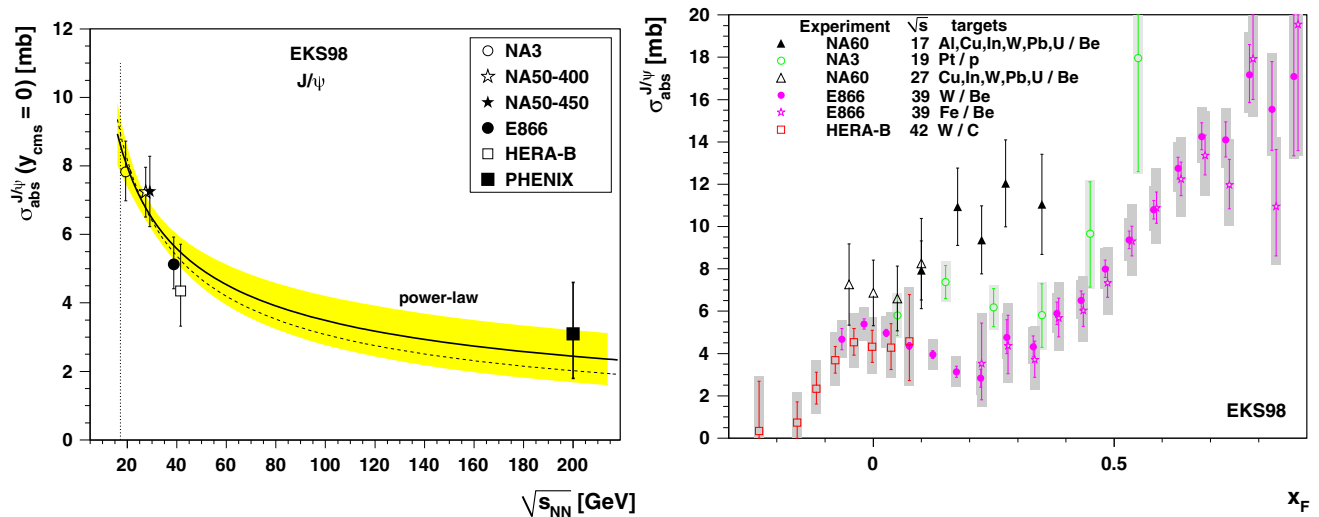 σ_abs^J/ψ (y_cms = 0) [mb]
12
10
8
6
4
2
0
EKS98
J/ψ
NA3
NA50-400
NA50-450
E866
HERA-B
PHENIX
power-law
20 40 60 80 100 120 140 160 180 200
√s_NN [GeV]
σ_abs^J/ψ [mb]
20
18
16
14
12
10
8
6
4
2
0
Experiment √s targets
NA60 17 Al,Cu,In,W,Pb,U / Be
NA3 19 Pt / p
NA60 27 Cu,In,W,Pb,U / Be
E866 39 W / Be
E866 39 Fe / Be
HERA-B 42 W / C
EKS98
0 0.5
x_F